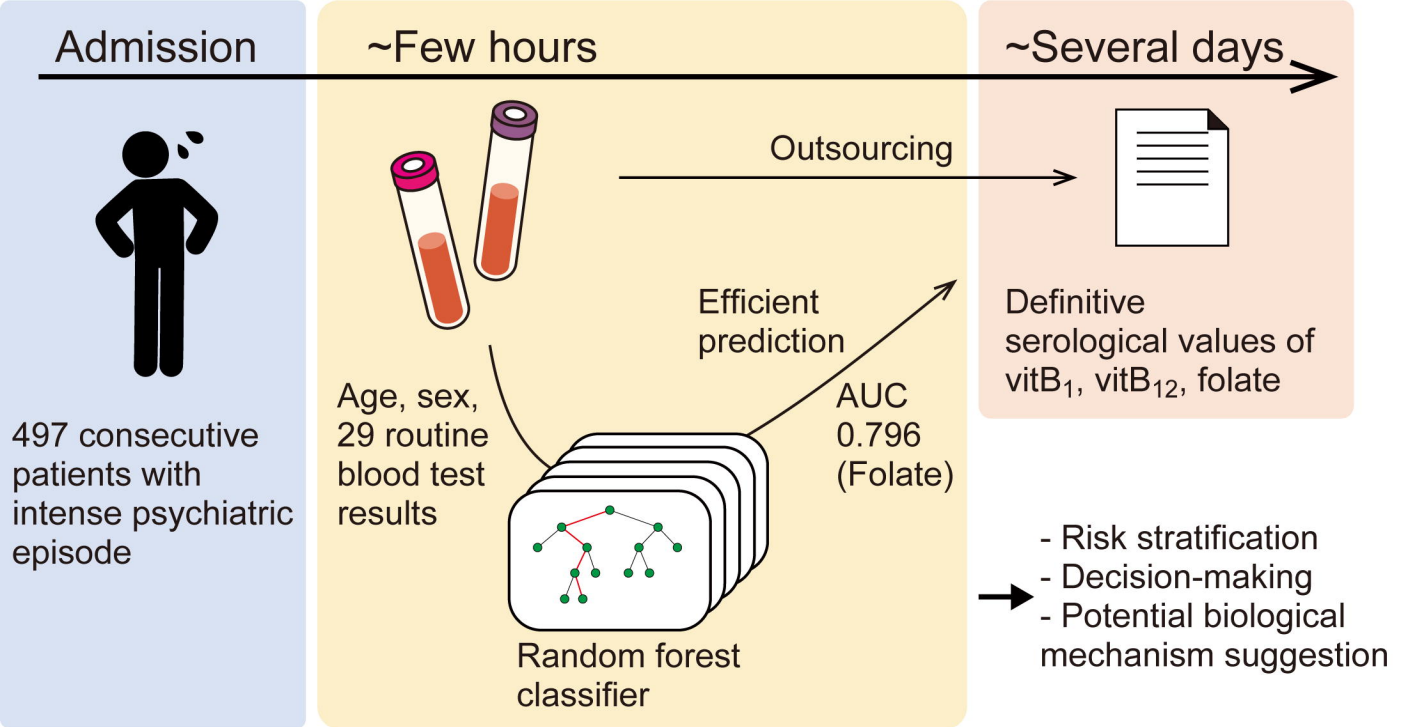 Admission
~Few hours
~Several days
Outsourcing
Efficient
prediction
Definitive
serological values of
vitB₁, vitB₁₂, folate
497 consecutive
patients with
intense psychiatric
episode
Age, sex,
29 routine
blood test
results
AUC
0.796
(Folate)
Random forest
classifier
- Risk stratification
- Decision-making
- Potential biological
mechanism suggestion